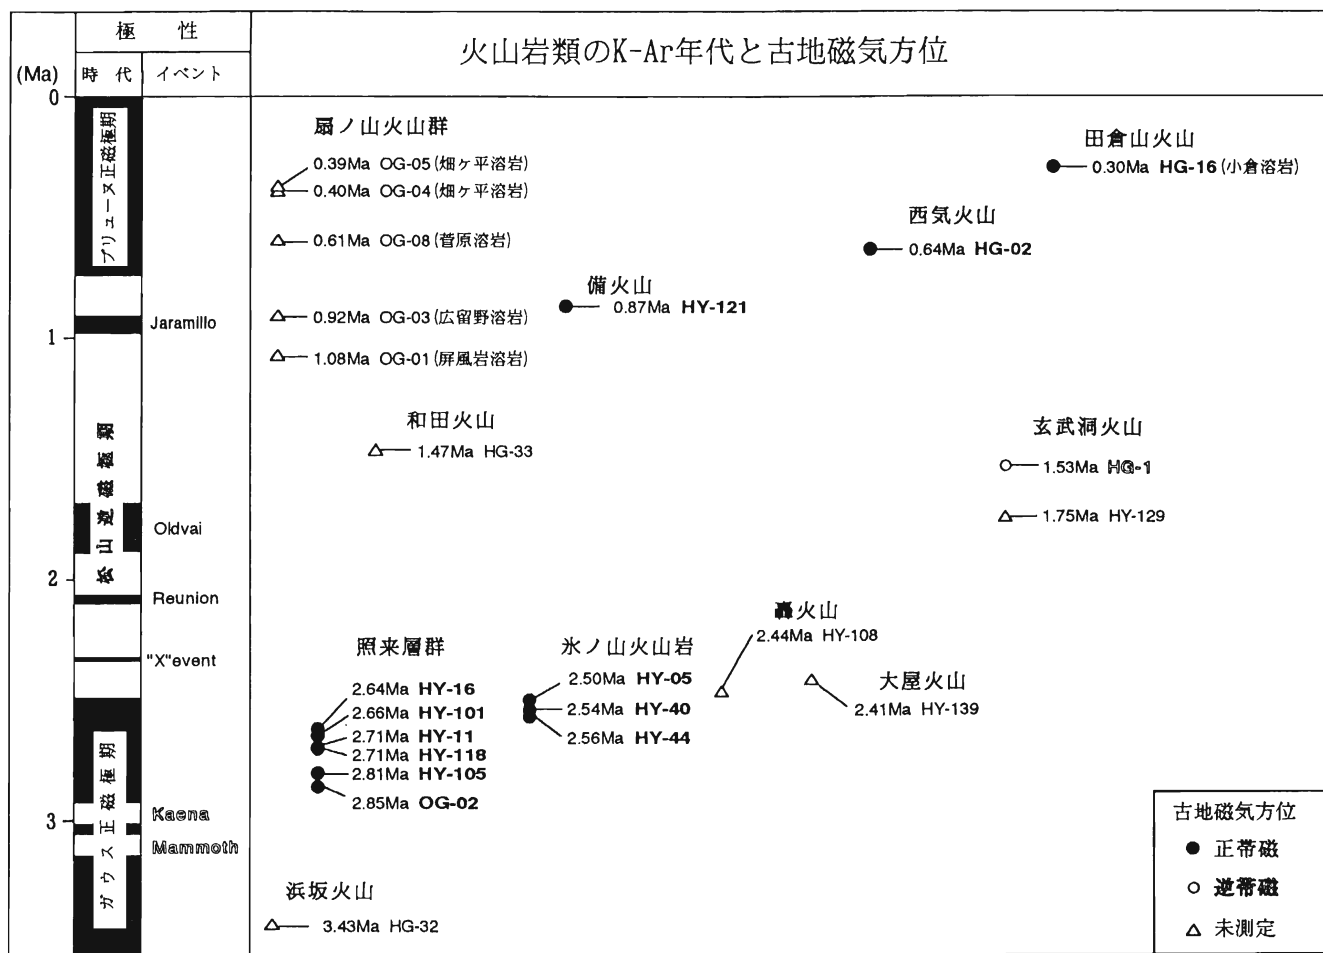 極 性
火山岩類のK-Ar年代と古地磁気方位
(Ma)
時 代
イベント
0
1
2
3
ブリューヌ正磁極期
松山逆磁極期
ガウス正磁極期
Jaramillo
Oldvai
Reunion
"X"event
Kaena
Mammoth
扇ノ山火山群
0.39Ma OG-05(畑ヶ平溶岩)
0.40Ma OG-04(畑ヶ平溶岩)
0.61Ma OG-08(菅原溶岩)
0.92Ma OG-03(広留野溶岩)
1.08Ma OG-01(屏風岩溶岩)
田倉山火山
0.30Ma HG-16(小倉溶岩)
西気火山
0.64Ma HG-02
備火山
0.87Ma HY-121
和田火山
1.47Ma HG-33
玄武洞火山
1.53Ma HG-1
1.75Ma HY-129
轟火山
2.44Ma HY-108
照来層群
2.64Ma HY-16
2.66Ma HY-101
2.71Ma HY-11
2.71Ma HY-118
2.81Ma HY-105
2.85Ma OG-02
氷ノ山火山岩
2.50Ma HY-05
2.54Ma HY-40
2.56Ma HY-44
大屋火山
2.41Ma HY-139
浜坂火山
3.43Ma HG-32
古地磁気方位
正帯磁
逆帯磁
未測定